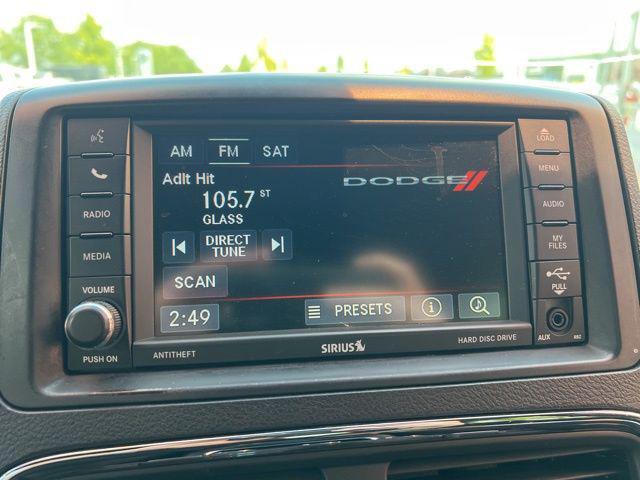 AM FM SAT
Adlt Hit
105.7 ST
GLASS
DODGE
DIRECT
TUNE
SCAN
2:49
PRESETS
RADIO
MEDIA
VOLUME
PUSH ON
LOAD
MENU
AUDIO
MY
FILES
PULL
AUX
ANTITHEFT
SIRIUS
HARD DISC DRIVE